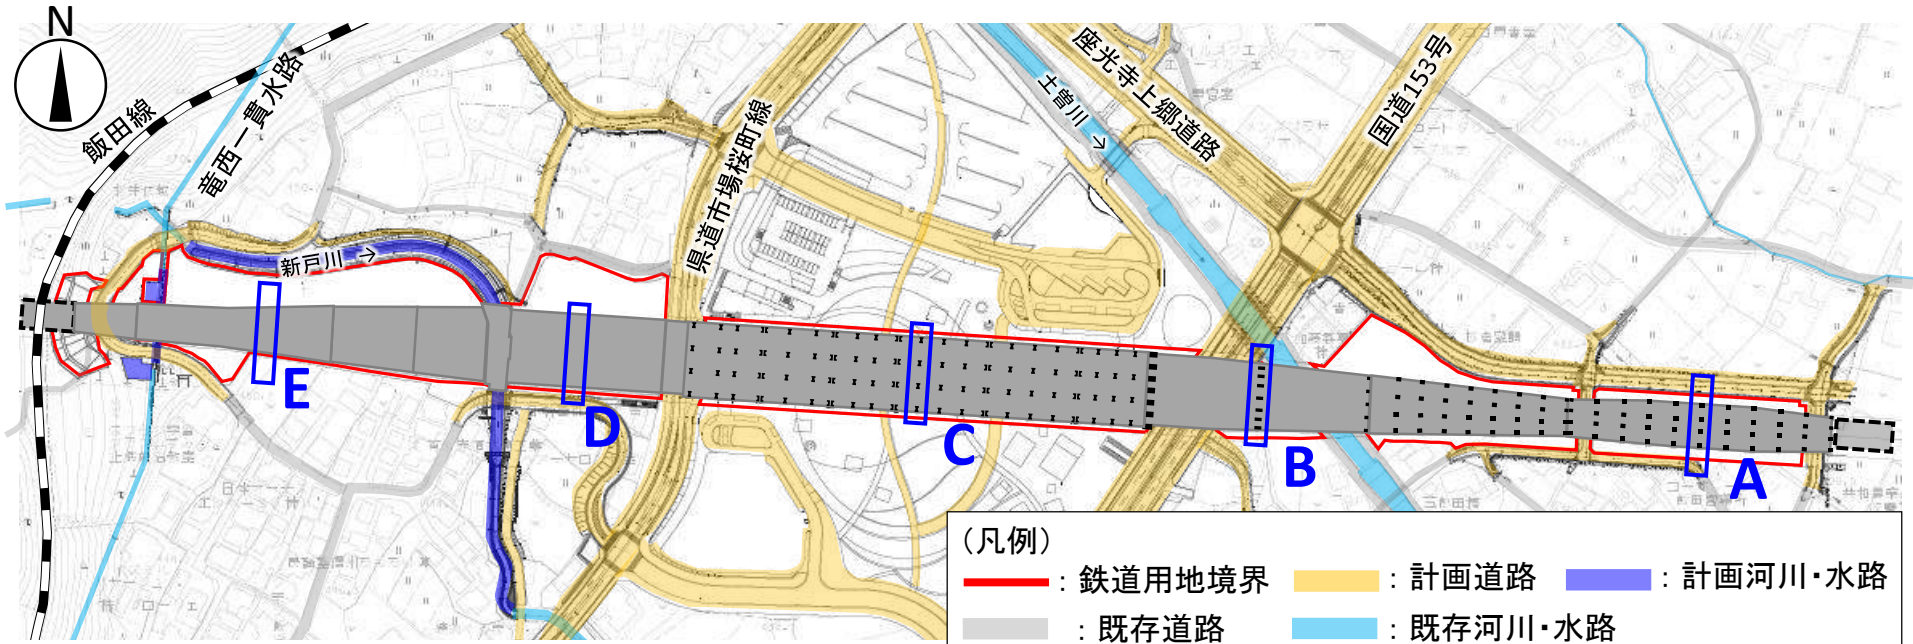 N
飯田線
竜西一貫水路
新戸川 →
県道市場桜町線
土曽川 →
座光寺上郷道路
国道153号
E
D
C
B
A
(凡例)
: 鉄道用地境界
: 計画道路
: 計画河川・水路
: 既存道路
: 既存河川・水路